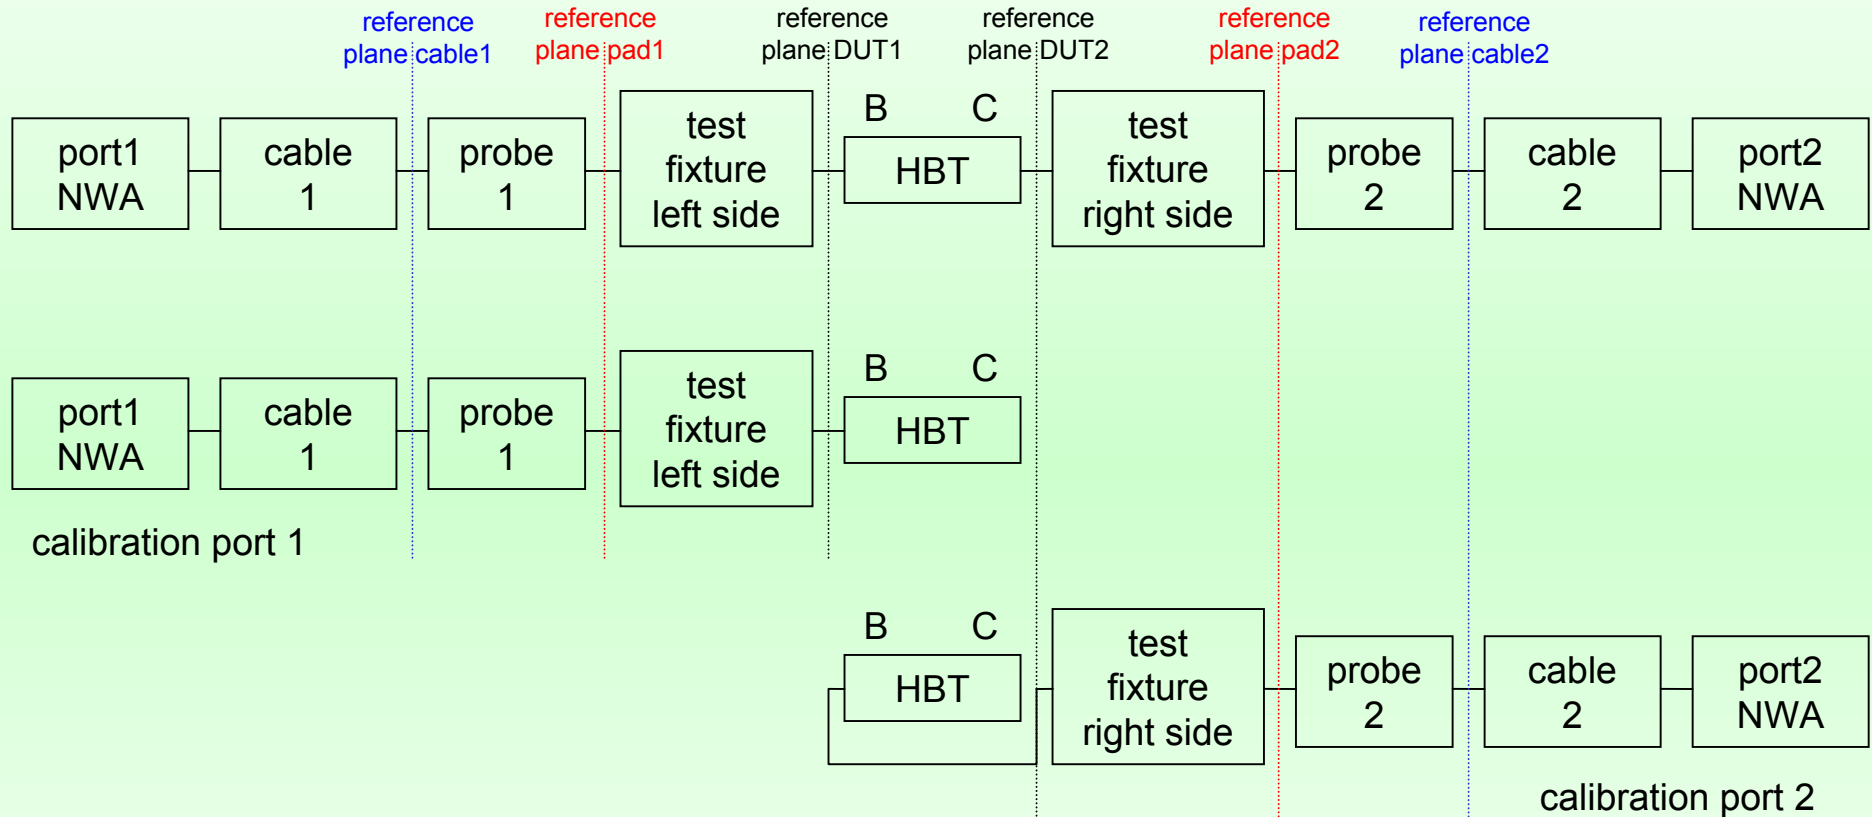 reference
plane cable1
reference
plane pad1
reference
plane DUT1
reference
plane DUT2
reference
plane pad2
reference
plane cable2
port1
NWA
cable
1
probe
1
test
fixture
left side
B C
HBT
test
fixture
right side
probe
2
cable
2
port2
NWA
port1
NWA
cable
1
probe
1
test
fixture
left side
B C
HBT
calibration port 1
B C
HBT
test
fixture
right side
probe
2
cable
2
port2
NWA
calibration port 2